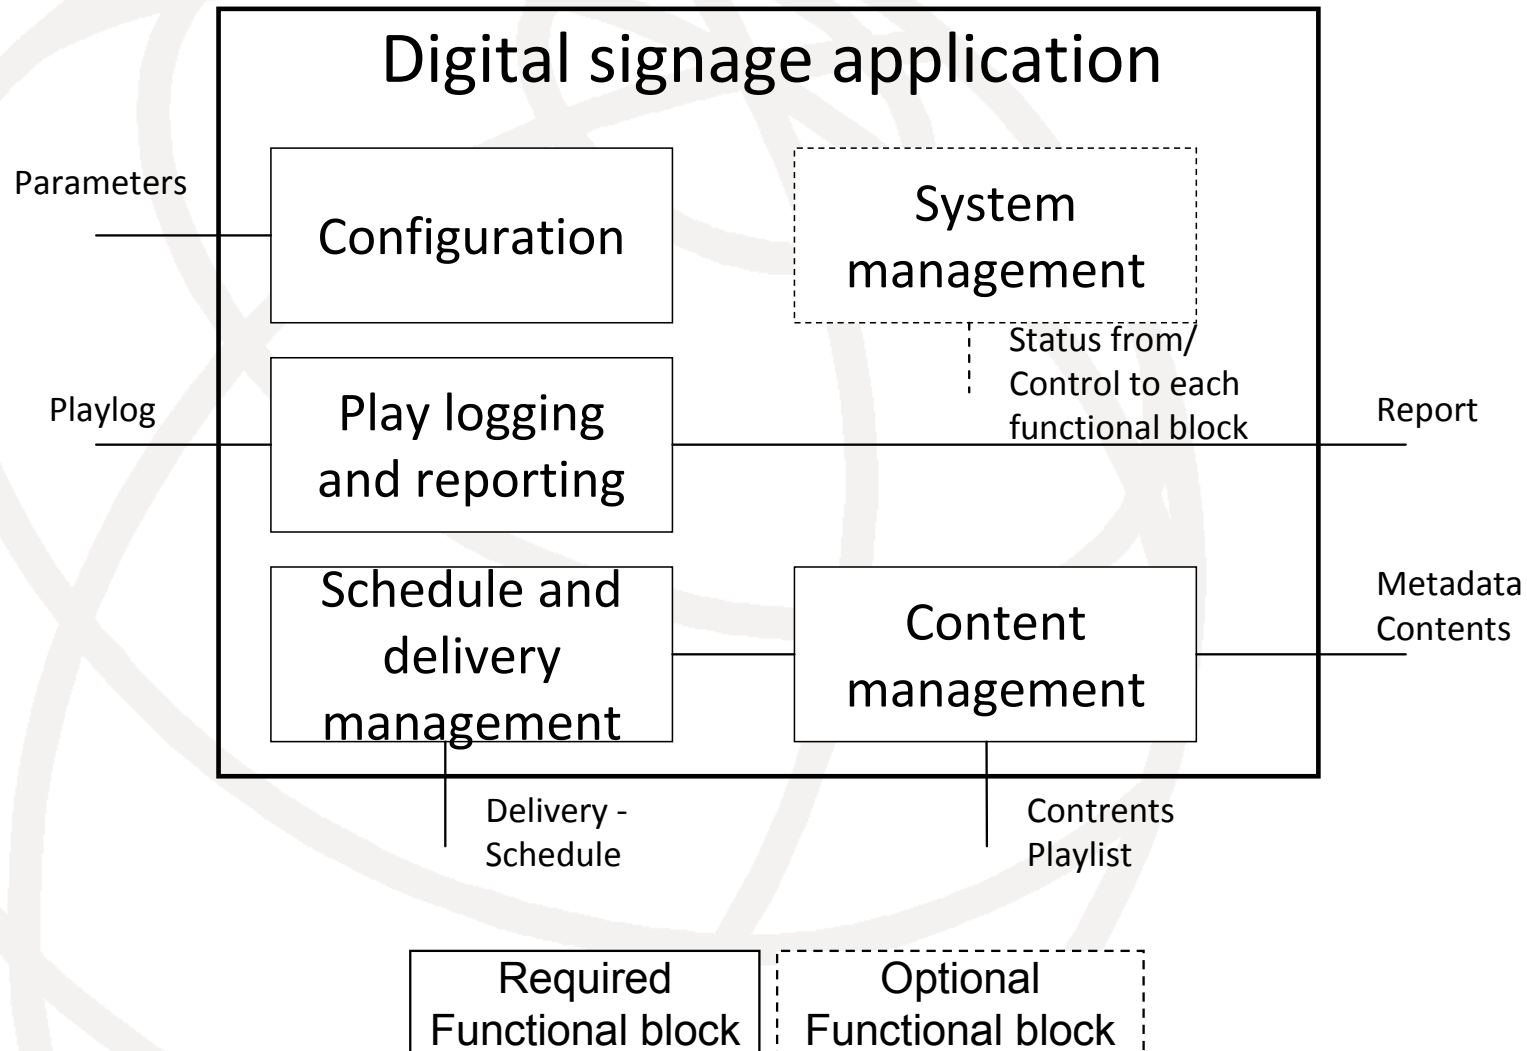 Digital signage application
Parameters
Configuration
System
management
Status from/
Control to each
functional block
Playlog
Play logging
and reporting
Report
Schedule and
delivery
management
Content
management
Metadata
Contents
Delivery -
Schedule
Contrents
Playlist
Required
Functional block
Optional
Functional block